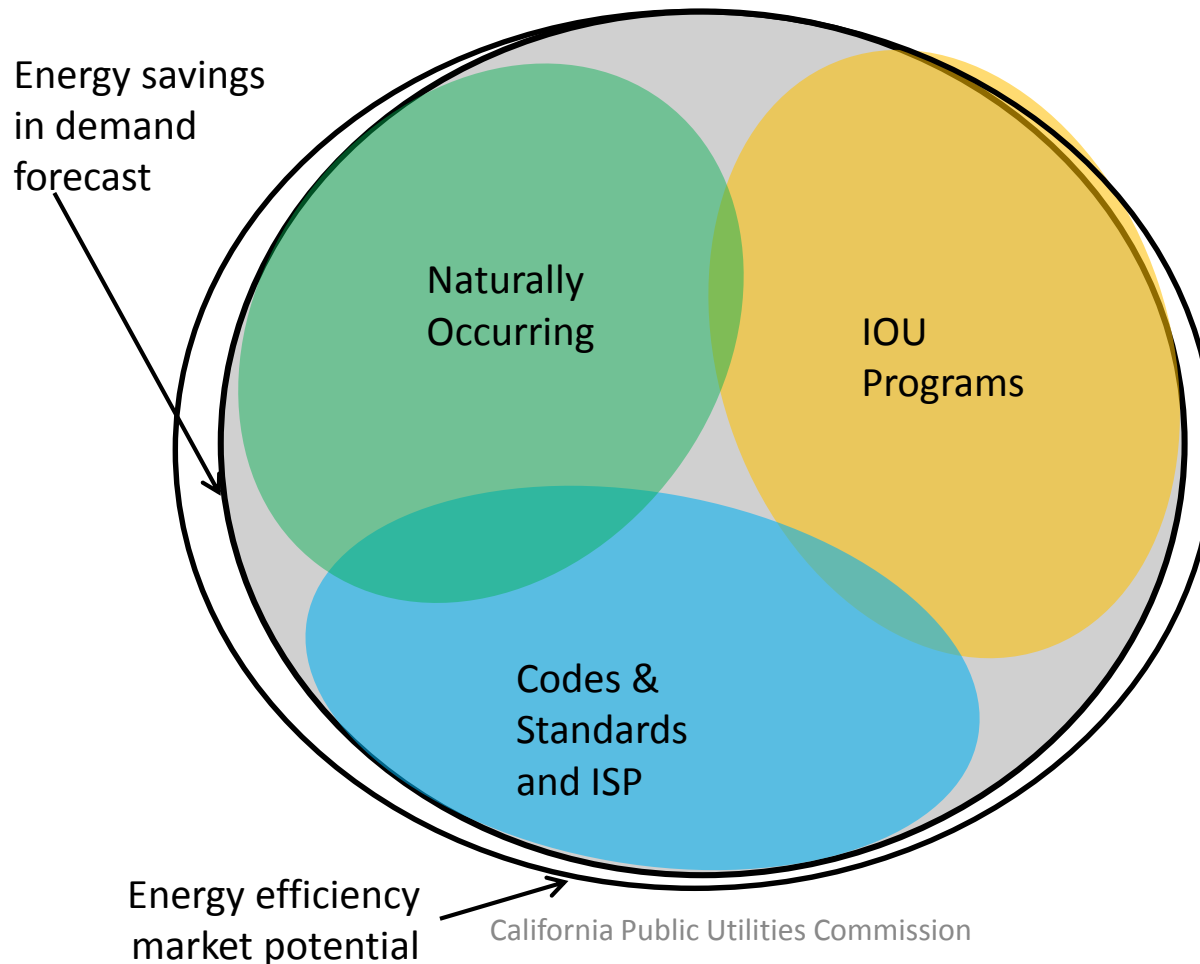 Energy savings
in demand
forecast
Naturally
Occurring
IOU
Programs
Codes &
Standards
and ISP
Energy efficiency
market potential
California Public Utilities Commission